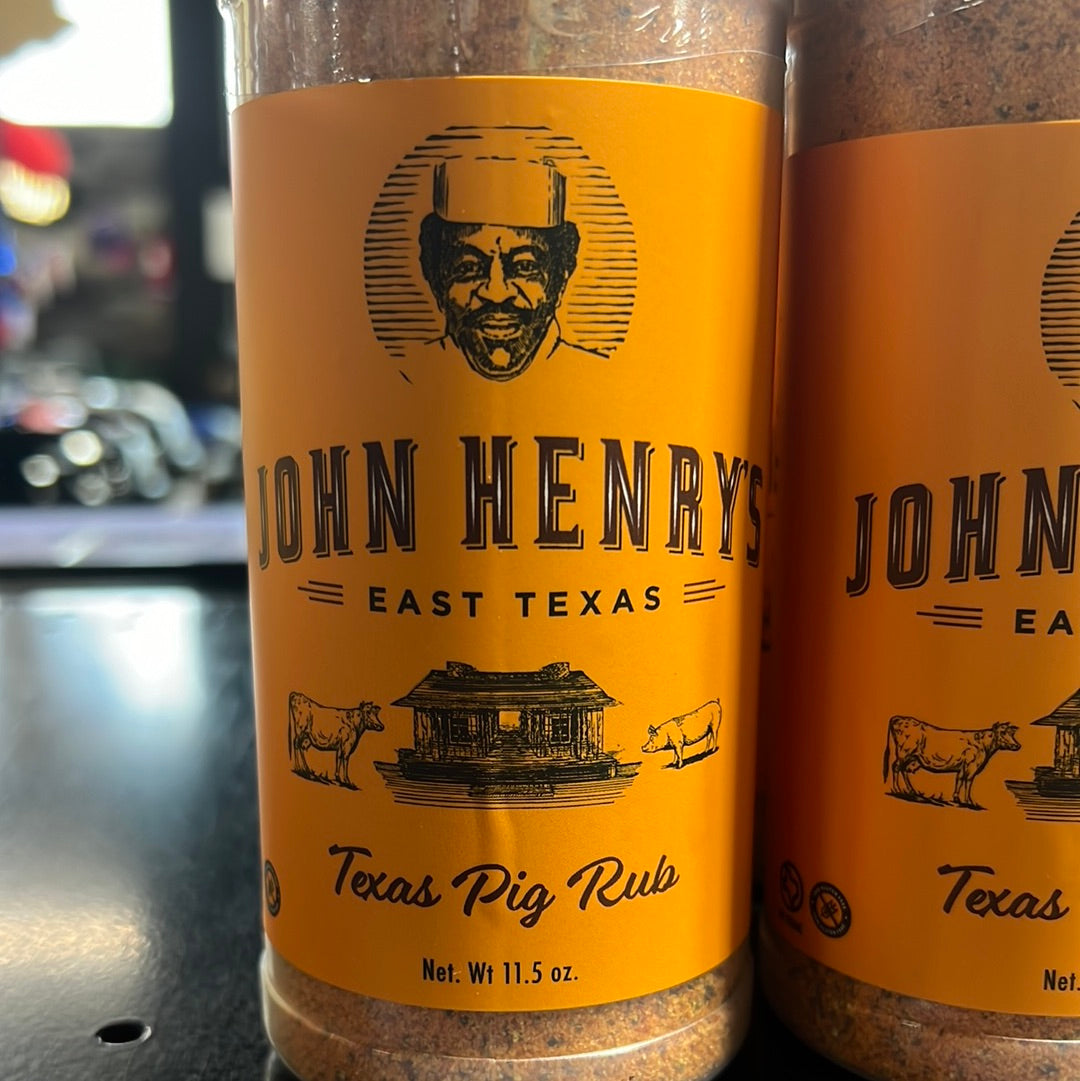 JOHN HENRY'S
EAST TEXAS
Texas Pig Rub
Net. Wt 11.5 oz.
JOHN
EA
Texas
Net.